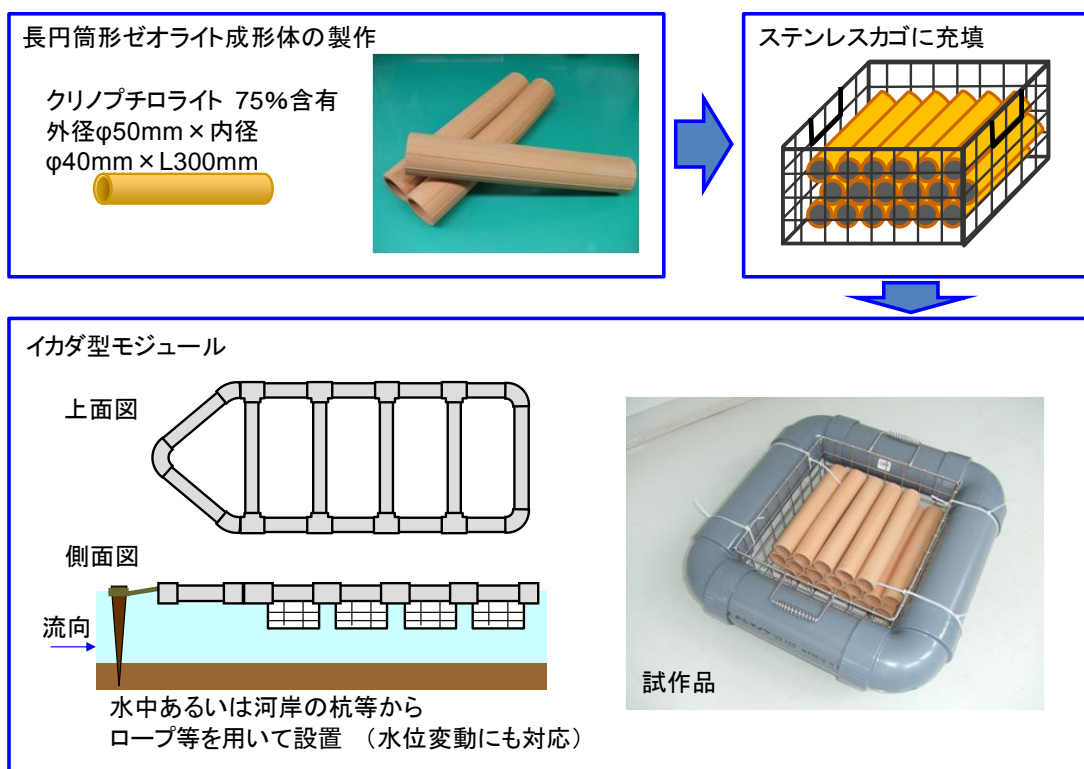 長円筒形ゼオライト成形体の製作
クリノプチロライト 75%含有
外径φ50mm×内径
φ40mm×L300mm
ステンレスカゴに充填
イカダ型モジュール
上面図
側面図
流向
水中あるいは河岸の杭等から
ロープ等を用いて設置 （水位変動にも対応）
試作品